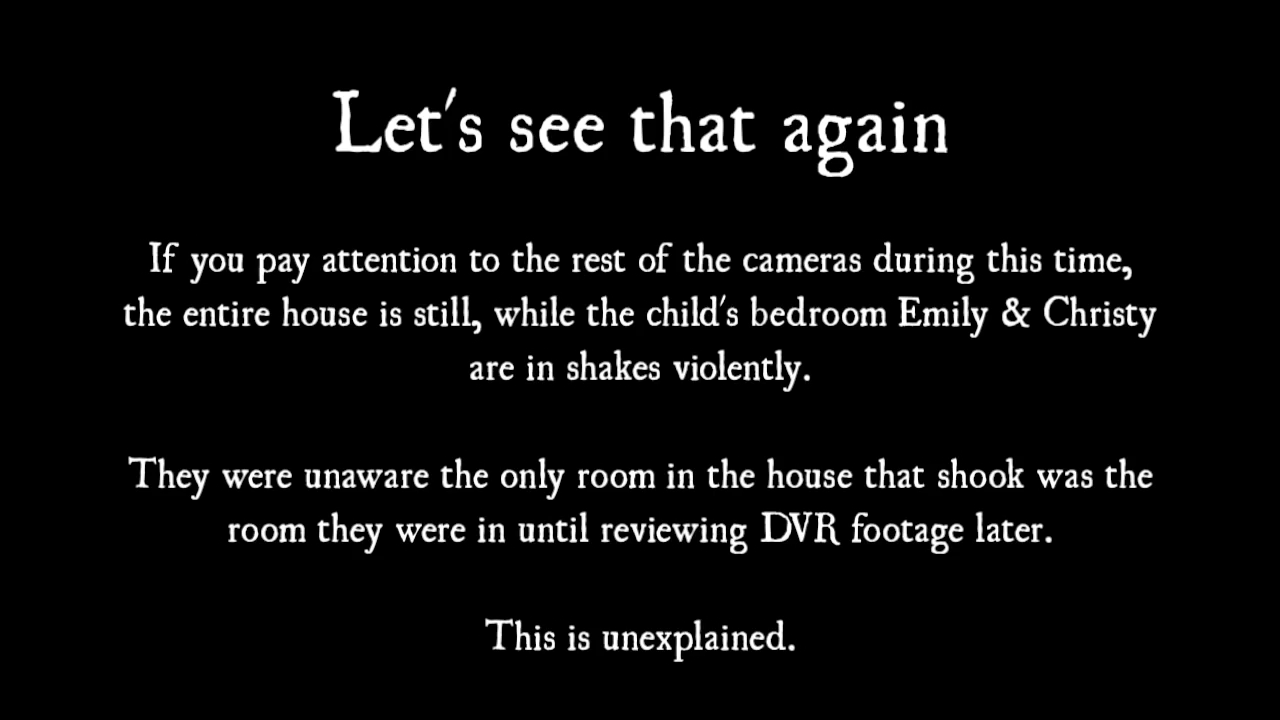 Let's see that again
If you pay attention to the rest of the cameras during this time,
the entire house is still, while the child's bedroom Emily & Christy
are in shakes violently.
They were unaware the only room in the house that shook was the
room they were in until reviewing DVR footage later.
This is unexplained.